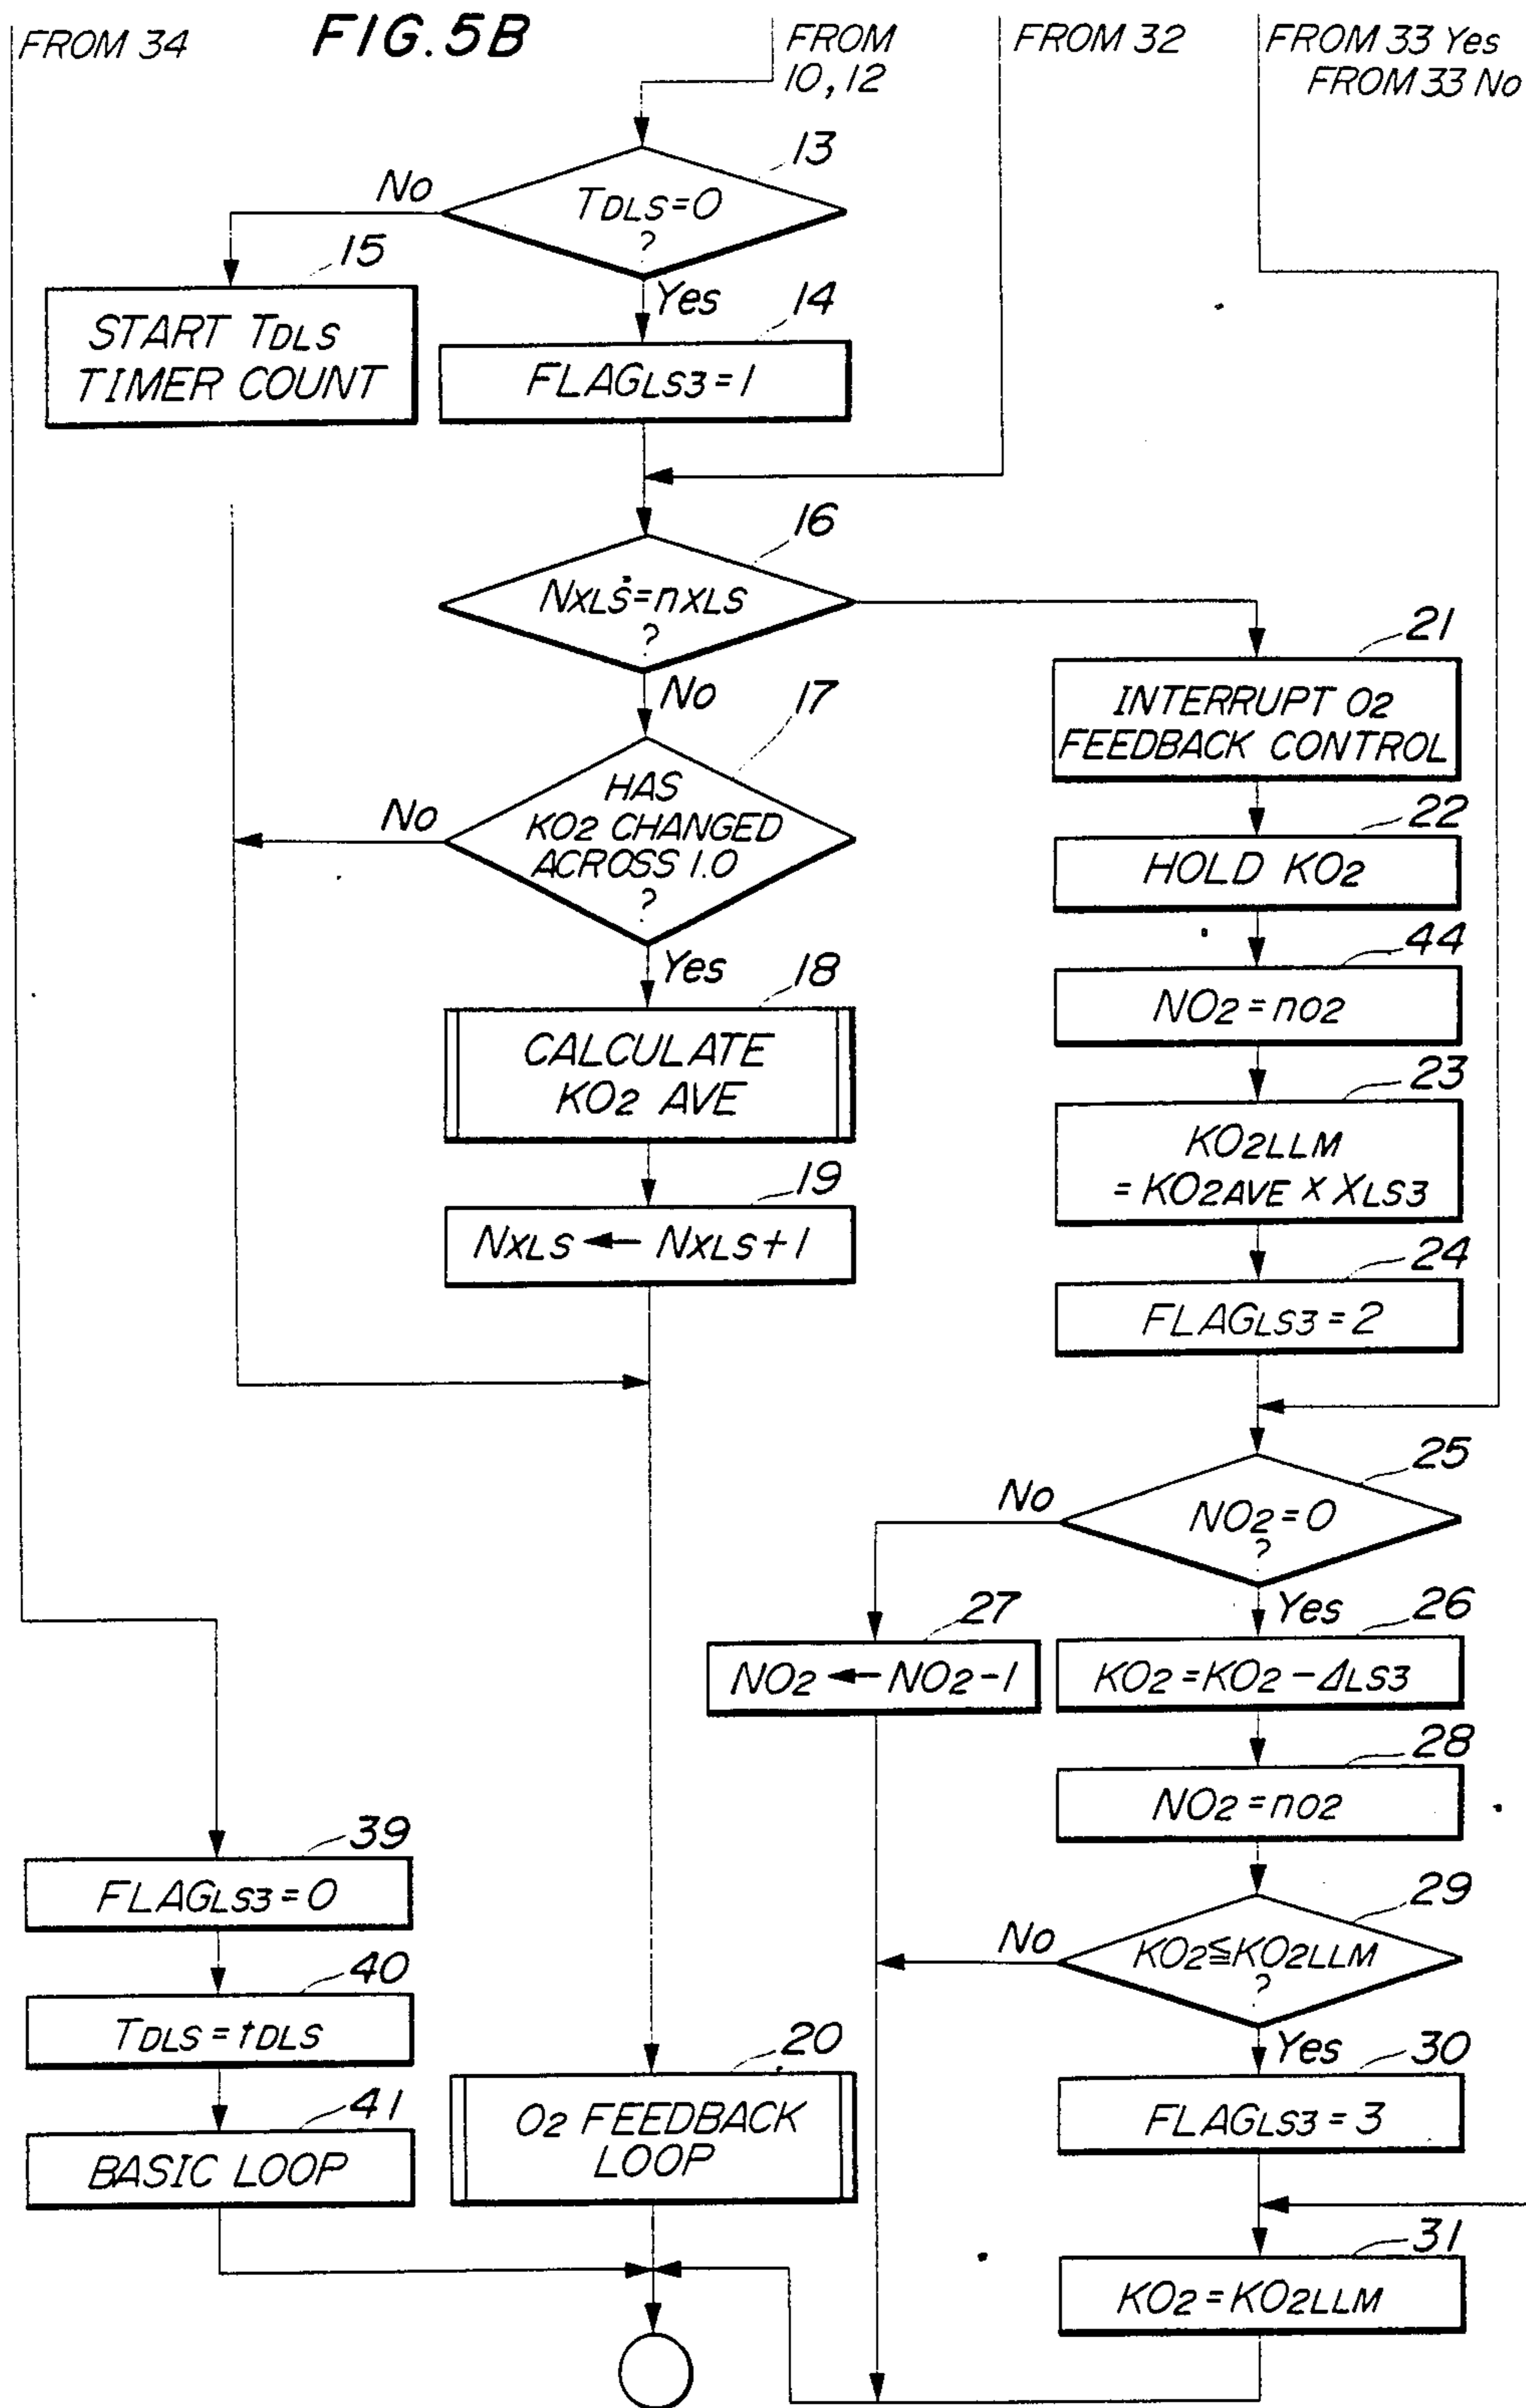 FIG. 5B
FROM 34
FROM
10, 12
FROM 32
FROM 33 Yes
FROM 33 No
13
TDLS=0
?
No
Yes
15
START TDLS
TIMER COUNT
14
FLAGLS3=1
16
NXLS=nXLS
?
No
17
HAS
KO2 CHANGED
ACROSS 1.0
?
No
Yes
18
CALCULATE
KO2 AVE
19
NXLS ← NXLS+1
21
INTERRUPT O2
FEEDBACK CONTROL
22
HOLD KO2
44
NO2=nO2
23
KO2LLM
=KO2AVE x XLS3
24
FLAGLS3=2
25
NO2=0
?
No
Yes
27
NO2 ← NO2-1
26
KO2=KO2-ΔLS3
28
NO2=nO2
29
KO2≦KO2LLM
?
No
Yes
30
FLAGLS3=3
31
KO2=KO2LLM
39
FLAGLS3=0
40
TDLS=tDLS
41
BASIC LOOP
20
O2 FEEDBACK
LOOP